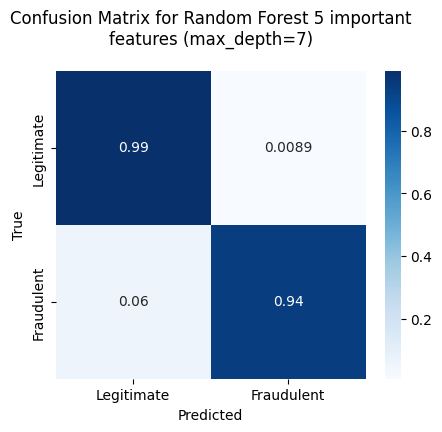 Confusion Matrix for Random Forest 5 important
features (max_depth=7)
True
Legitimate
0.99
0.0089
Fraudulent
0.06
0.94
Legitimate
Fraudulent
Predicted
0.8
0.6
0.4
0.2